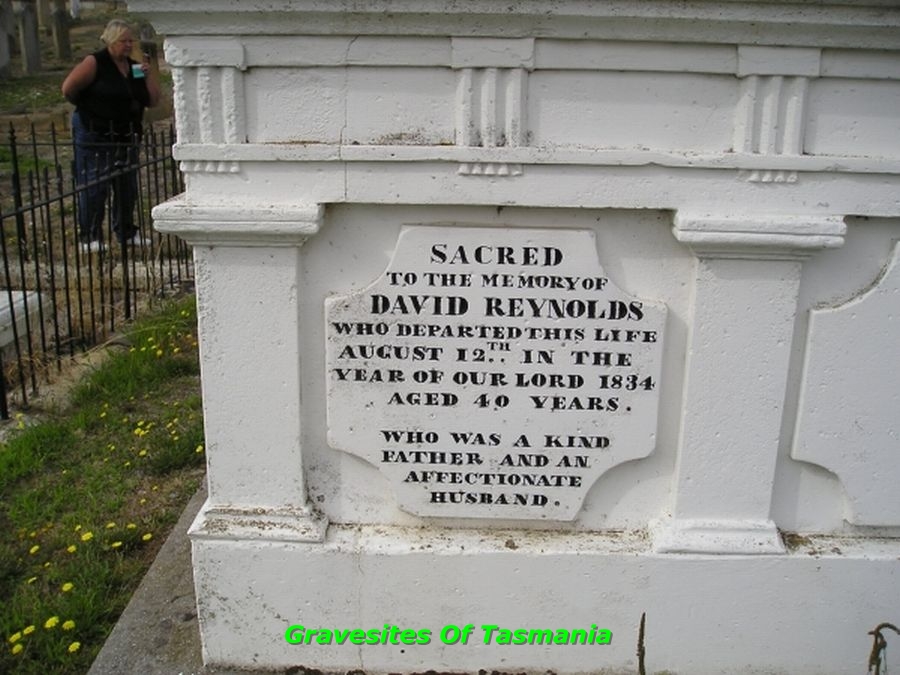 SACRED
TO THE MEMORY OF
DAVID REYNOLDS
WHO DEPARTED THIS LIFE
AUGUST 12TH. IN THE
YEAR OF OUR LORD 1834
AGED 40 YEARS.
WHO WAS A KIND
FATHER AND AN
AFFECTIONATE
HUSBAND.
Gravesites Of Tasmania